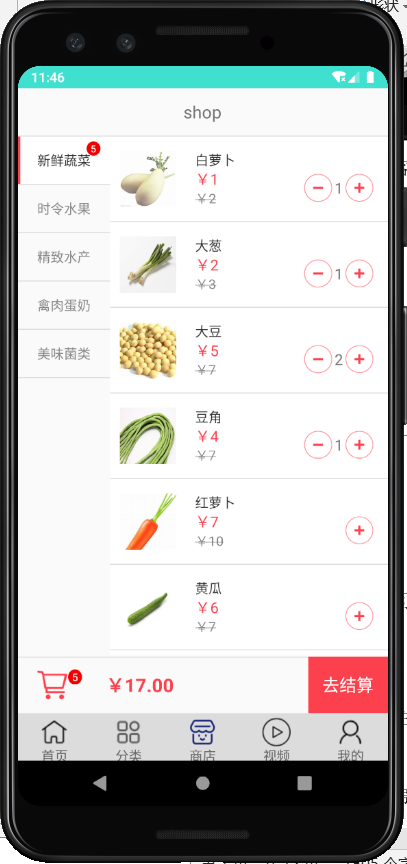 11:46
shop
新鲜蔬菜
5
时令水果
精致水产
禽肉蛋奶
美味菌类
白萝卜
￥1
￥2
1
大葱
￥2
￥3
1
大豆
￥5
￥7
2
豆角
￥4
￥7
1
红萝卜
￥7
￥10
黄瓜
￥6
￥7
5
￥17.00
去结算
首页
分类
商店
视频
我的